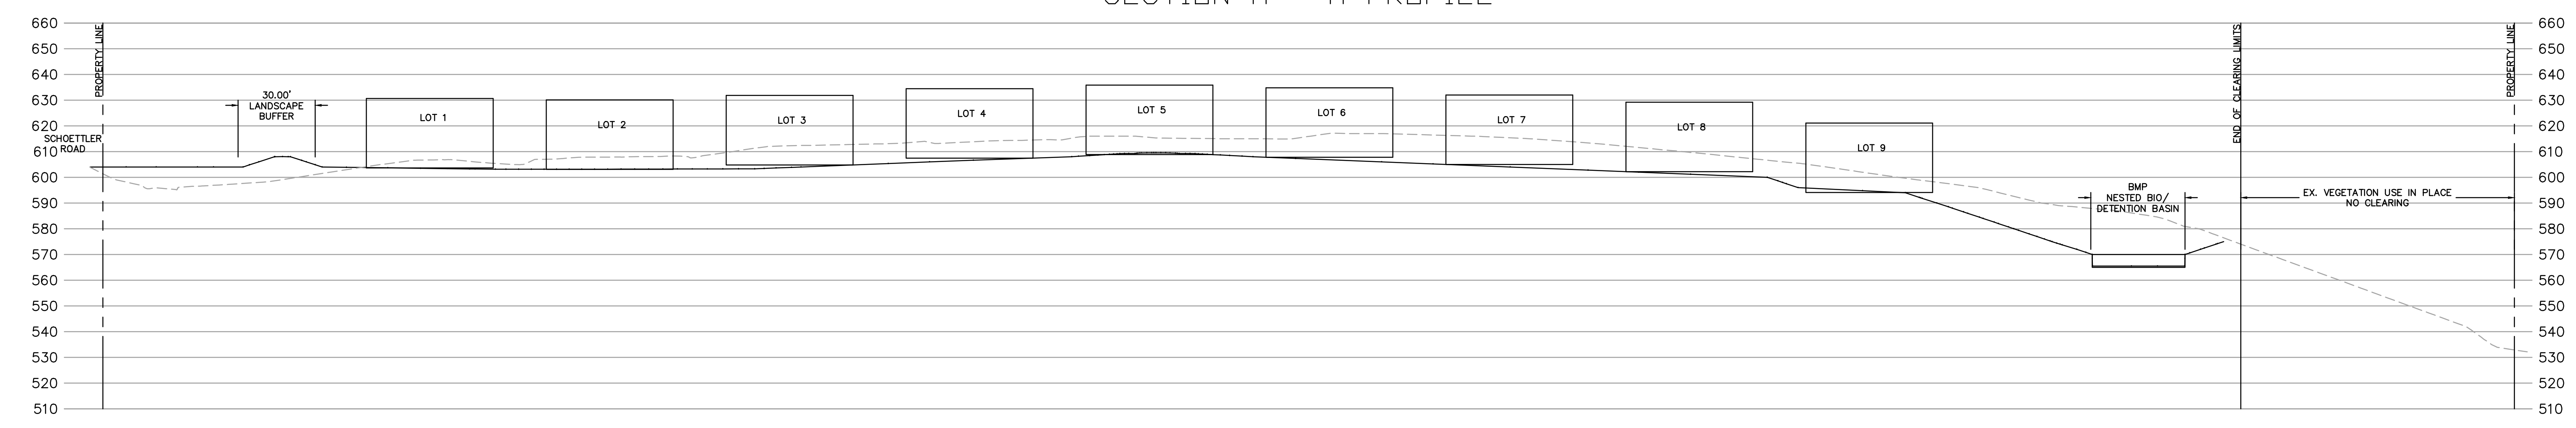 SECTION A - A PROFILE
660
650
640
630
620
610
600
590
580
570
560
550
540
530
520
510
PROPERTY LINE
SCHOETTLER
ROAD
30.00'
LANDSCAPE
BUFFER
LOT 1
LOT 2
LOT 3
LOT 4
LOT 5
LOT 6
LOT 7
LOT 8
LOT 9
BMP
NESTED BIO/
DETENTION BASIN
END OF CLEARING LIMITS
EX. VEGETATION USE IN PLACE
NO CLEARING
PROPERTY LINE
660
650
640
630
620
610
600
590
580
570
560
550
540
530
520
510